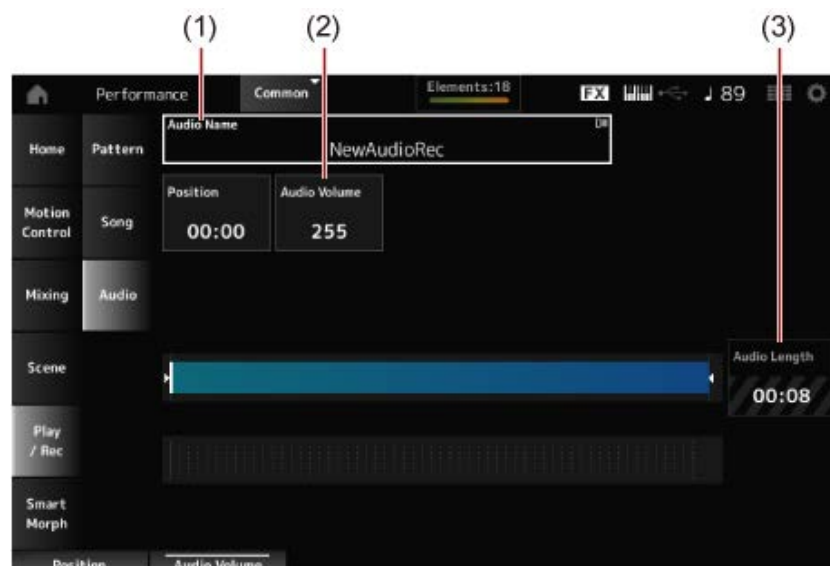 (1)
(2)
(3)
Performance
Common
Elements:18
FX
89
Home
Pattern
Audio Name
NewAudioRec
Motion
Control
Song
Position
00:00
Audio Volume
255
Mixing
Audio
Scene
Audio Length
00:08
Play
/ Rec
Smart
Morph
Position
Audio Volume